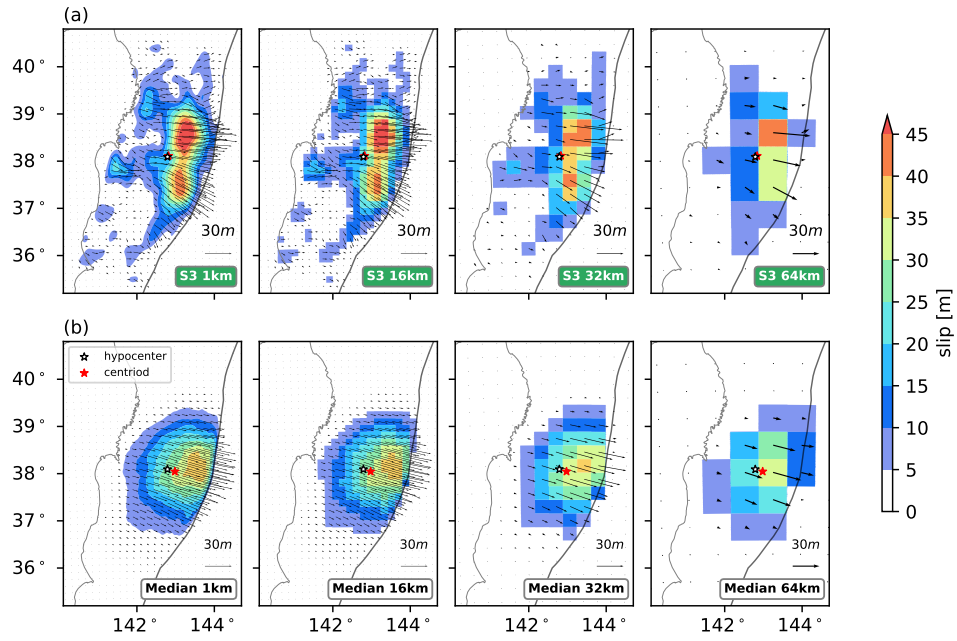 (a)
40°
39°
38°
37°
36°
30m
S3 1km
30m
S3 16km
30m
S3 32km
30m
S3 64km
(b)
hypocenter
centriod
40°
39°
38°
37°
36°
30m
Median 1km
30m
Median 16km
30m
Median 32km
30m
Median 64km
142° 144° 142° 144° 142° 144° 142° 144°
45
40
35
30
25
20
15
10
5
0
slip [m]